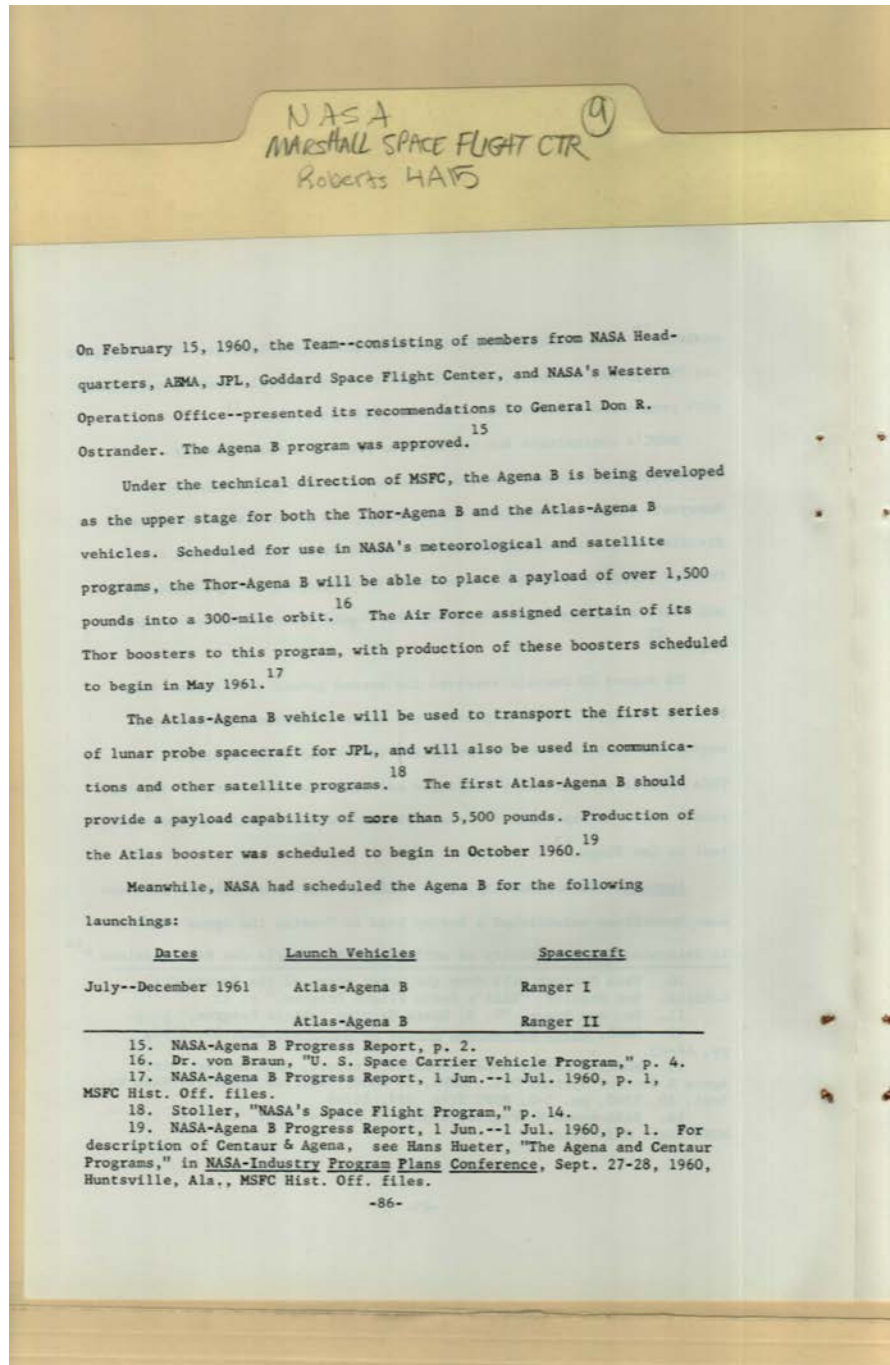 NASA 9
MARSHALL SPACE FLIGHT CTR
Roberts 4A15
On February 15, 1960, the Team--consisting of members from NASA Head-
quarters, ABMA, JPL, Goddard Space Flight Center, and NASA's Western
Operations Office--presented its recommendations to General Don R.
Ostrander. The Agena B program was approved.15
Under the technical direction of MSFC, the Agena B is being developed
as the upper stage for both the Thor-Agena B and the Atlas-Agena B
vehicles. Scheduled for use in NASA's meteorological and satellite
programs, the Thor-Agena B will be able to place a payload of over 1,500
pounds into a 300-mile orbit.16 The Air Force assigned certain of its
Thor boosters to this program, with production of these boosters scheduled
to begin in May 1961.17
The Atlas-Agena B vehicle will be used to transport the first series
of lunar probe spacecraft for JPL, and will also be used in communica-
tions and other satellite programs.18 The first Atlas-Agena B should
provide a payload capability of more than 5,500 pounds. Production of
the Atlas booster was scheduled to begin in October 1960.19
Meanwhile, NASA had scheduled the Agena B for the following
launchings:
Dates Launch Vehicles Spacecraft
July--December 1961 Atlas-Agena B Ranger I
Atlas-Agena B Ranger II
15. NASA-Agena B Progress Report, p. 2.
16. Dr. von Braun, "U. S. Space Carrier Vehicle Program," p. 4.
17. NASA-Agena B Progress Report, 1 Jun.--1 Jul. 1960, p. 1,
MSFC Hist. Off. files.
18. Stoller, "NASA's Space Flight Program," p. 14.
19. NASA-Agena B Progress Report, 1 Jun.--1 Jul. 1960, p. 1. For
description of Centaur & Agena, see Hans Hueter, "The Agena and Centaur
Programs," in NASA-Industry Program Plans Conference, Sept. 27-28, 1960,
Huntsville, Ala., MSFC Hist. Off. files.
-86-